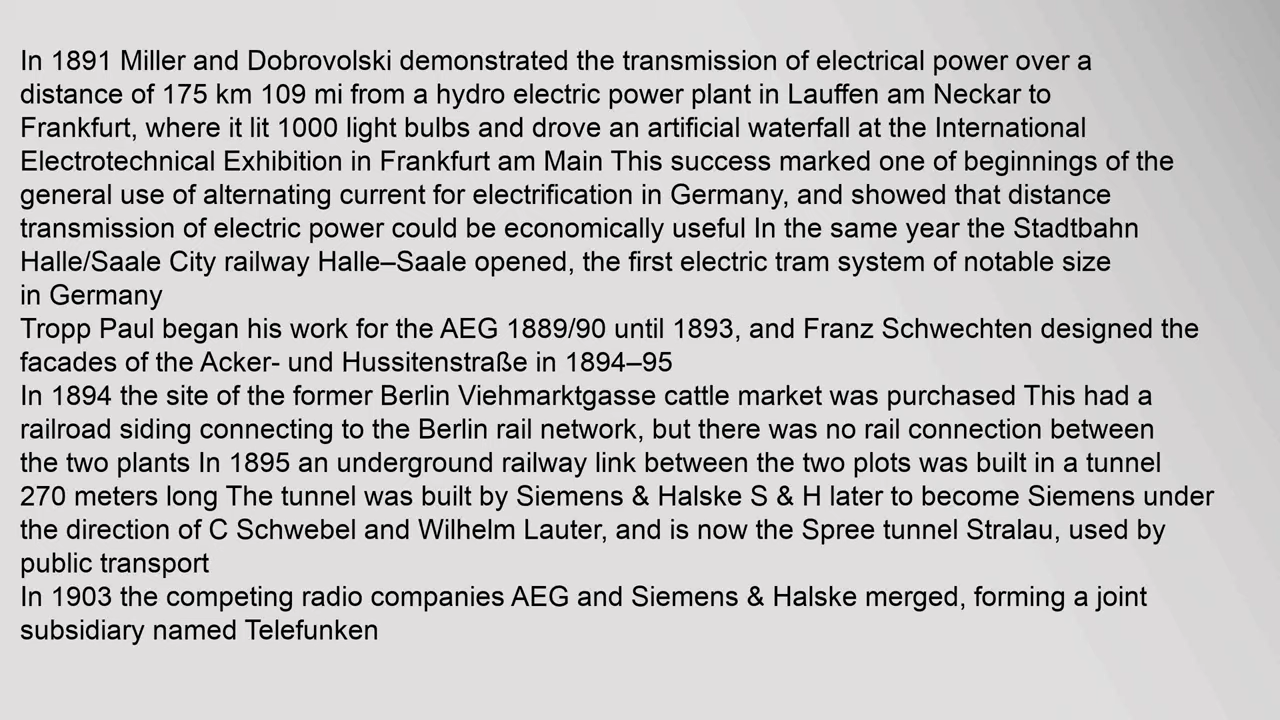 In 1891 Miller and Dobrovolski demonstrated the transmission of electrical power over a
distance of 175 km 109 mi from a hydro electric power plant in Lauffen am Neckar to
Frankfurt, where it lit 1000 light bulbs and drove an artificial waterfall at the International
Electrotechnical Exhibition in Frankfurt am Main This success marked one of beginnings of the
general use of alternating current for electrification in Germany, and showed that distance
transmission of electric power could be economically useful In the same year the Stadtbahn
Halle/Saale City railway Halle–Saale opened, the first electric tram system of notable size
in Germany
Tropp Paul began his work for the AEG 1889/90 until 1893, and Franz Schwechten designed the
facades of the Acker- und Hussitenstraße in 1894–95
In 1894 the site of the former Berlin Viehmarktgasse cattle market was purchased This had a
railroad siding connecting to the Berlin rail network, but there was no rail connection between
the two plants In 1895 an underground railway link between the two plots was built in a tunnel
270 meters long The tunnel was built by Siemens & Halske S & H later to become Siemens under
the direction of C Schwebel and Wilhelm Lauter, and is now the Spree tunnel Stralau, used by
public transport
In 1903 the competing radio companies AEG and Siemens & Halske merged, forming a joint
subsidiary named Telefunken